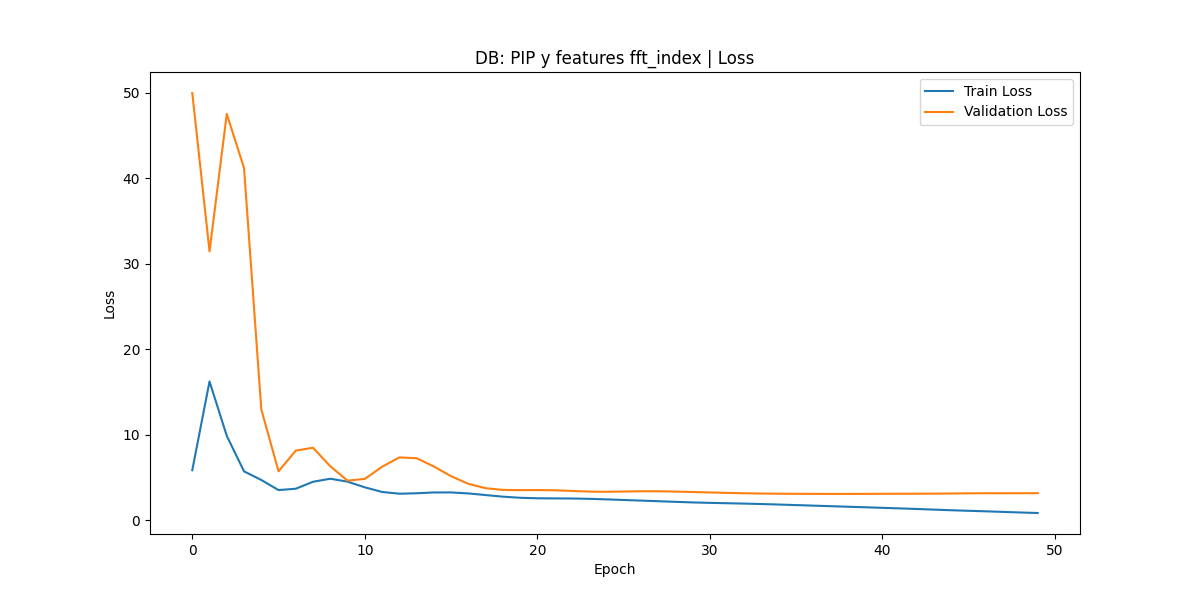 DB: PIP y features fft_index | Loss
Train Loss
Validation Loss
50
40
30
20
10
0
Loss
0 10 20 30 40 50
Epoch